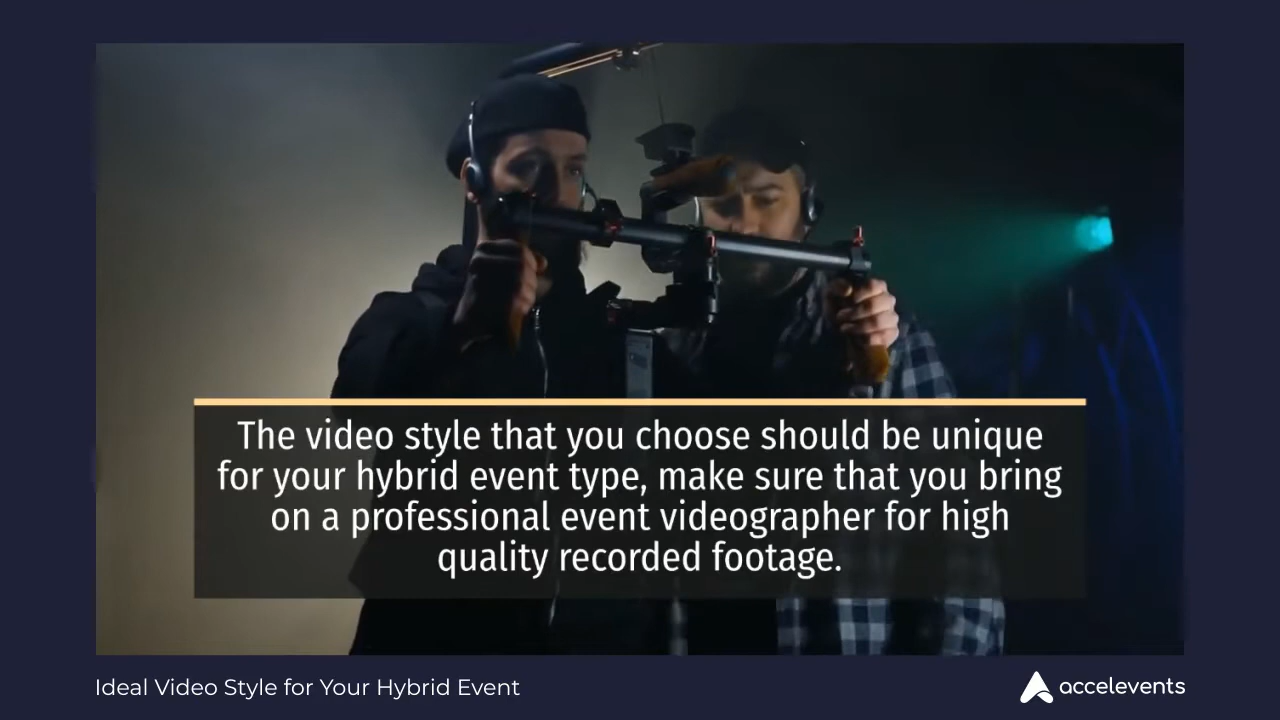 The video style that you choose should be unique
for your hybrid event type, make sure that you bring
on a professional event videographer for high
quality recorded footage.
Ideal Video Style for Your Hybrid Event
accelevents